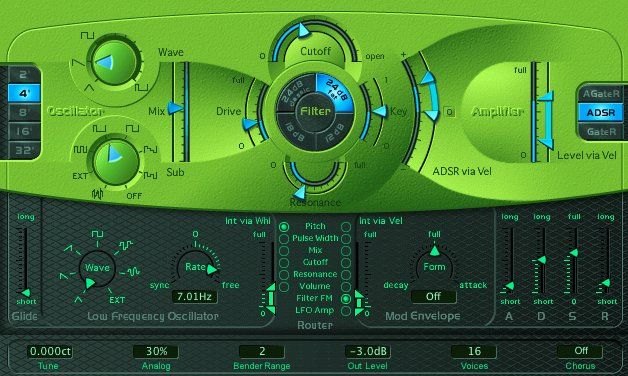 2'
4'
8'
16'
32'
Oscillator
Wave
Mix
Sub
EXT
OFF
full
Drive
0
Cutoff
0
open
24dB
classic
24dB
fat
18dB
12dB
Filter
0
full
Resonance
1
Key
0
+
0
-
ADSR via Vel
Amplifier
full
0
Level via Vel
AGateR
ADSR
GateR
long
short
Glide
Wave
EXT
0
Rate
sync
free
7.01Hz
Low Frequency Oscillator
Int via Whl
full
0
Pitch
Pulse Width
Mix
Cutoff
Resonance
Volume
Filter FM
LFO Amp
Router
Int via Vel
full
0
full
Form
decay
attack
Off
Mod Envelope
long
short
A
long
short
D
full
0
S
long
short
R
0.000ct
Tune
30%
Analog
2
Bender Range
-3.0dB
Out Level
16
Voices
Off
Chorus